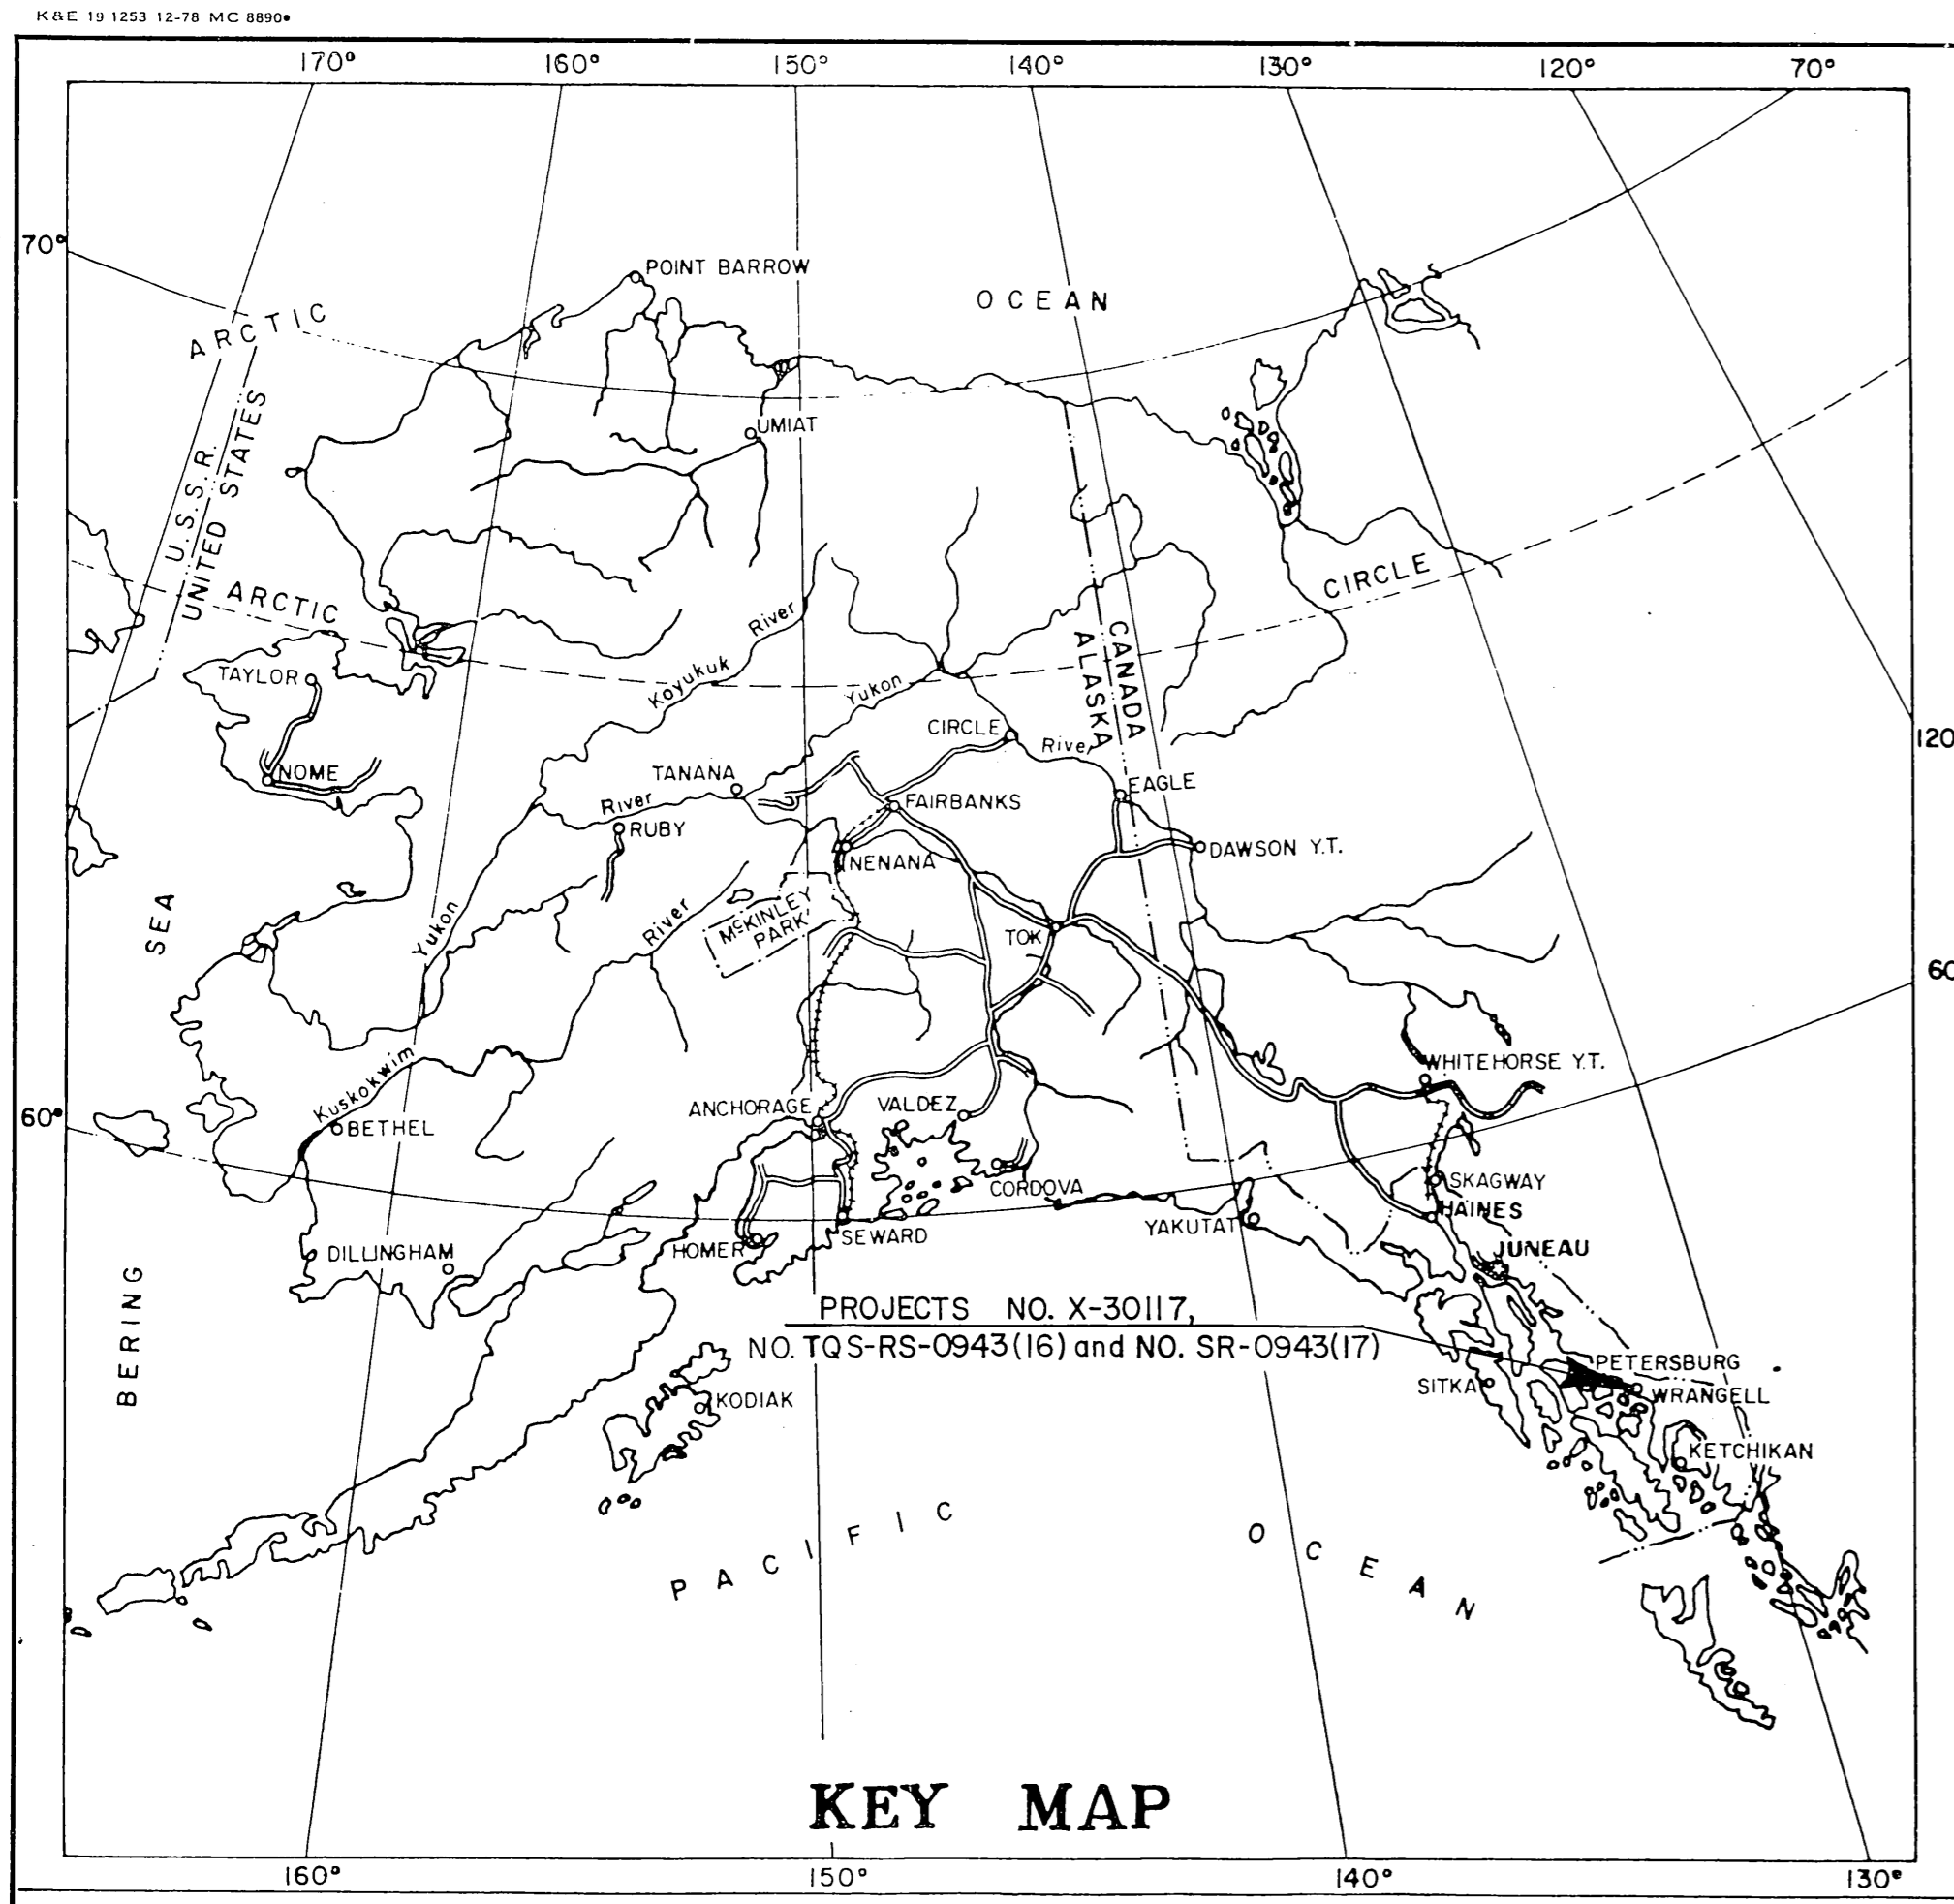 K&E 19 1253 12-78 MC 8890
170° 160° 150° 140° 130° 120° 70°
70°
POINT BARROW
OCEAN
ARCTIC
UMIAT
U.S.S.R.
UNITED STATES
ARCTIC
CIRCLE
River
Koyukuk
CANADA
ALASKA
TAYLOR
Yukon
CIRCLE
River
120
NOME
TANANA
EAGLE
River
FAIRBANKS
RUBY
NENANA
DAWSON Y.T.
SEA
Yukon
River
McKINLEY
PARK
TOK
60
Kuskokwim
WHITEHORSE Y.T.
60°
ANCHORAGE
VALDEZ
BETHEL
SKAGWAY
CORDOVA
HAINES
YAKUTAT
SEWARD
HOMER
DILLINGHAM
JUNEAU
BERING
PROJECTS NO. X-30117,
NO. TQS-RS-0943(16) and NO. SR-0943(17)
PETERSBURG
SITKA
WRANGELL
KODIAK
KETCHIKAN
PACIFIC
OCEAN
KEY MAP
160° 150° 140° 130°